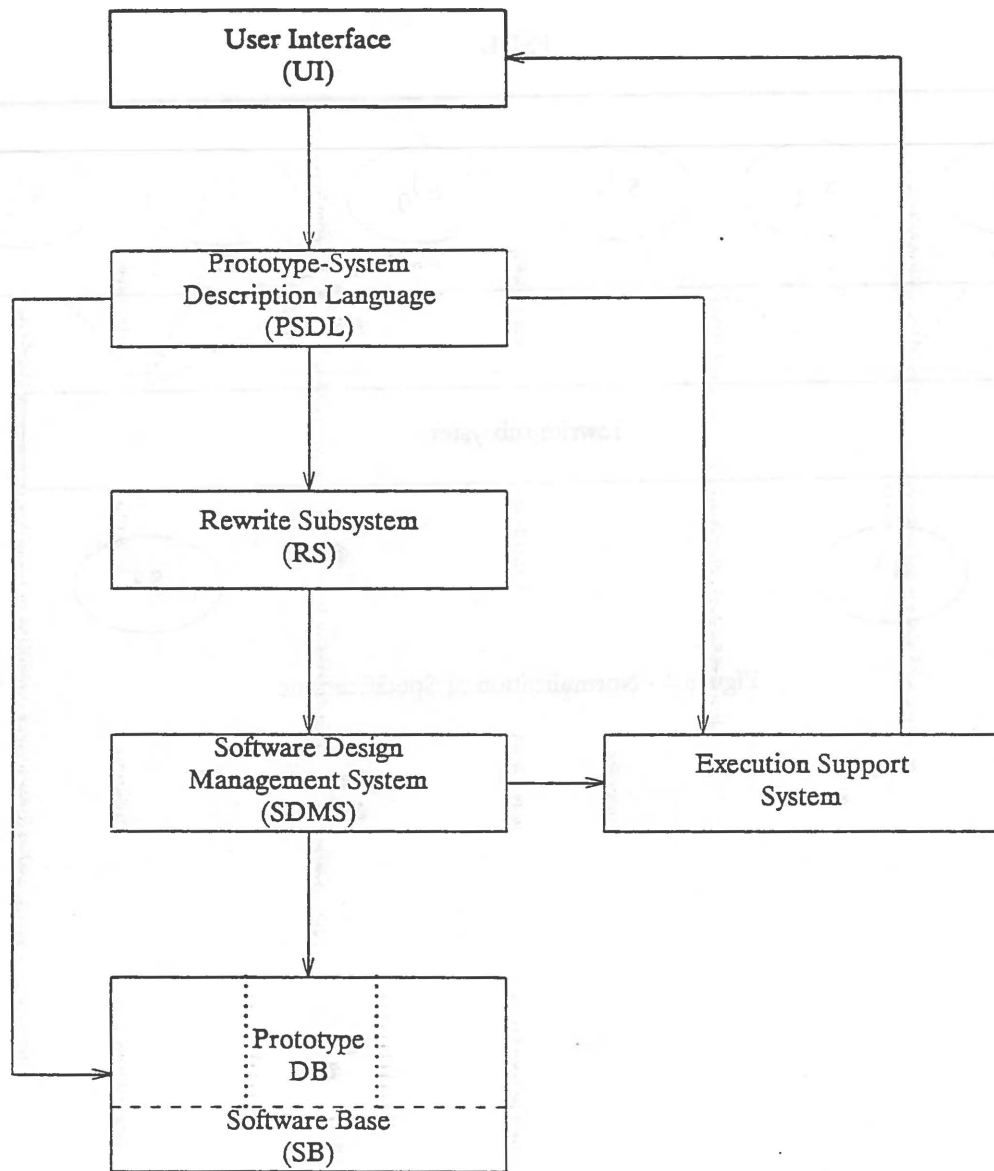 User Interface
(UI)
Prototype-System
Description Language
(PSDL)
Rewrite Subsystem
(RS)
Software Design
Management System
(SDMS)
Execution Support
System
Prototype
DB
Software Base
(SB)